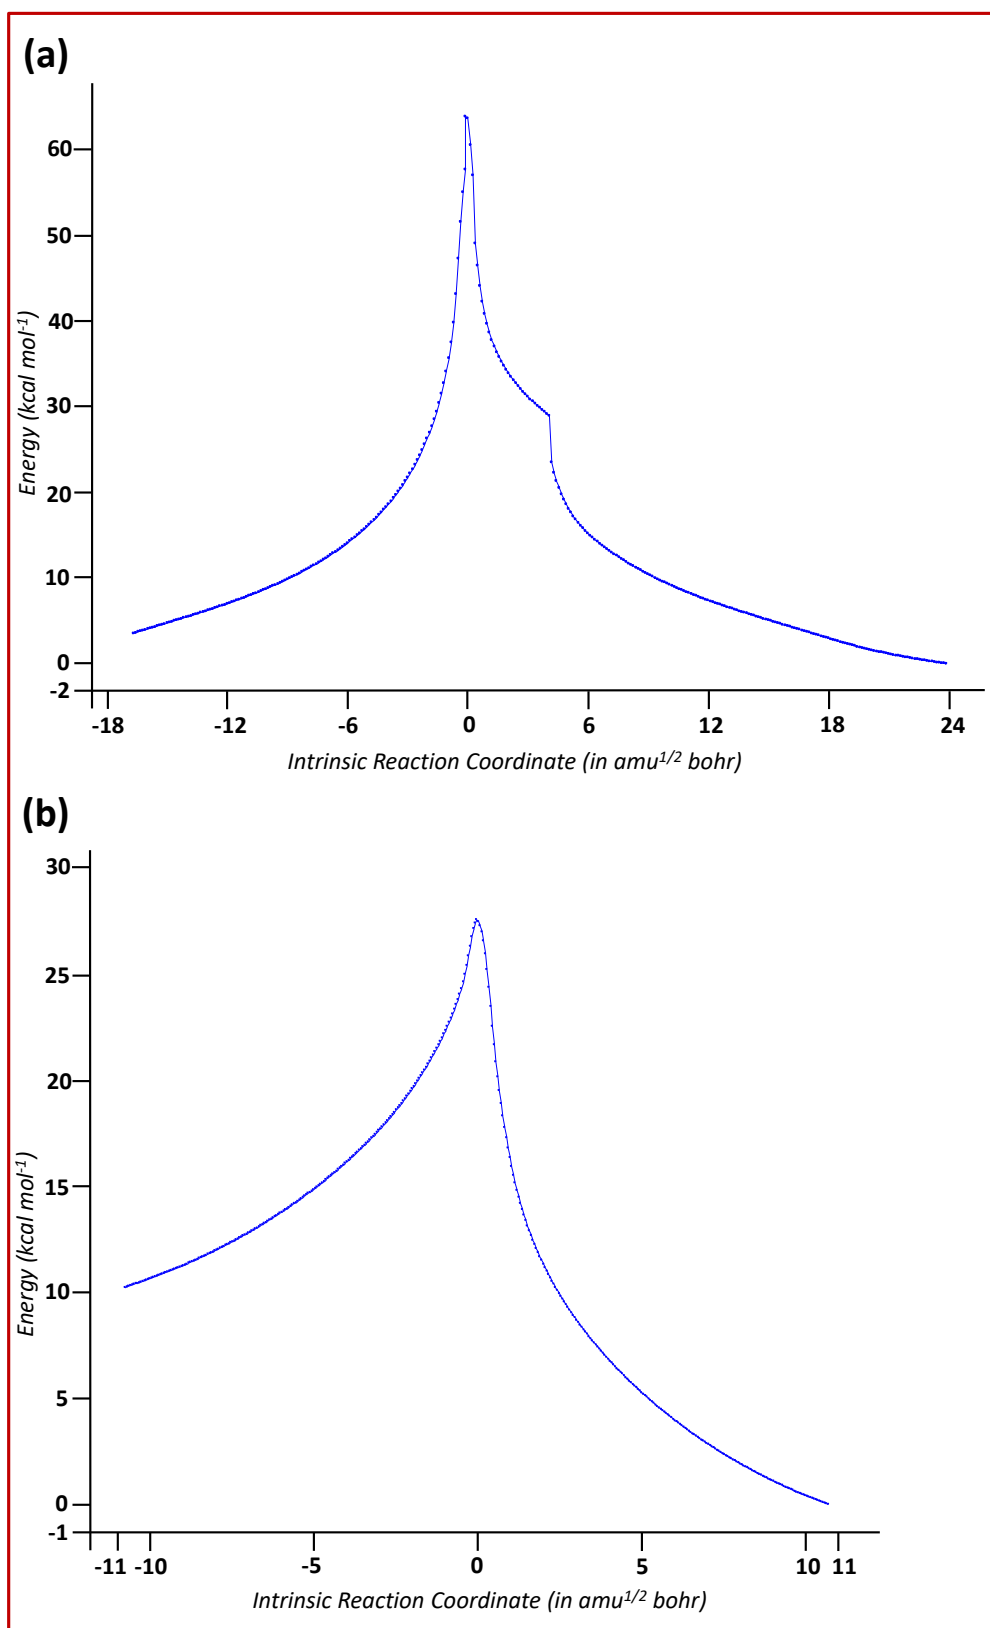 (a)
60
50
40
30
20
10
0
-2
Energy (kcal mol-1)
-18 -12 -6 0 6 12 18 24
Intrinsic Reaction Coordinate (in amu1/2 bohr)
(b)
30
25
20
15
10
5
0
-1
Energy (kcal mol-1)
-11 -10 -5 0 5 10 11
Intrinsic Reaction Coordinate (in amu1/2 bohr)